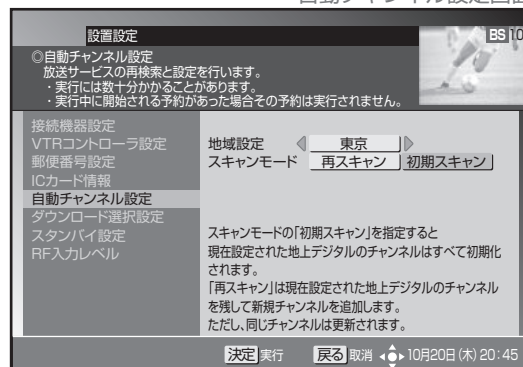 自動チャンネル設定画面
設置設定
BS 10
◎自動チャンネル設定
放送サービスの再検索と設定を行います。
・実行には数十分かかることがあります。
・実行中に開始される予約があった場合その予約は実行されません。
接続機器設定
VTRコントローラ設定
郵便番号設定
ICカード情報
自動チャンネル設定
ダウンロード選択設定
スタンバイ設定
RF入力レベル
地域設定 東京
スキャンモード 再スキャン 初期スキャン
スキャンモードの「初期スキャン」を指定すると
現在設定された地上デジタルのチャンネルはすべて初期化
されます。
「再スキャン」は現在設定された地上デジタルのチャンネル
を残して新規チャンネルを追加します。
ただし、同じチャンネルは更新されます。
決定 実行 戻る 取消 10月20日(木) 20:45